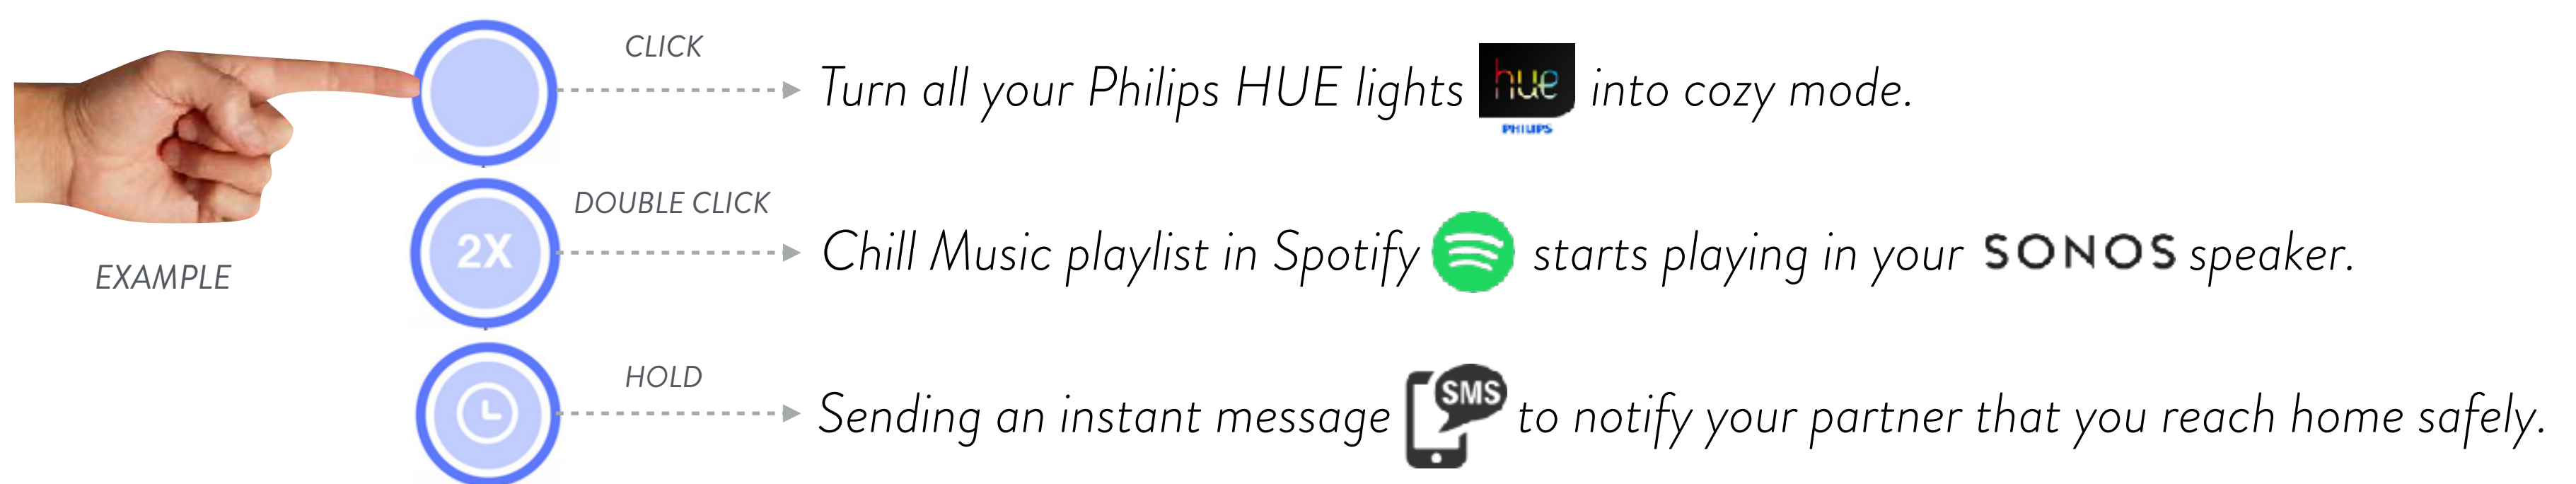 CLICK
Turn all your Philips HUE lights hue PHILIPS into cozy mode.
2X
DOUBLE CLICK
Chill Music playlist in Spotify starts playing in your SONOS speaker.
EXAMPLE
HOLD
Sending an instant message SMS to notify your partner that you reach home safely.